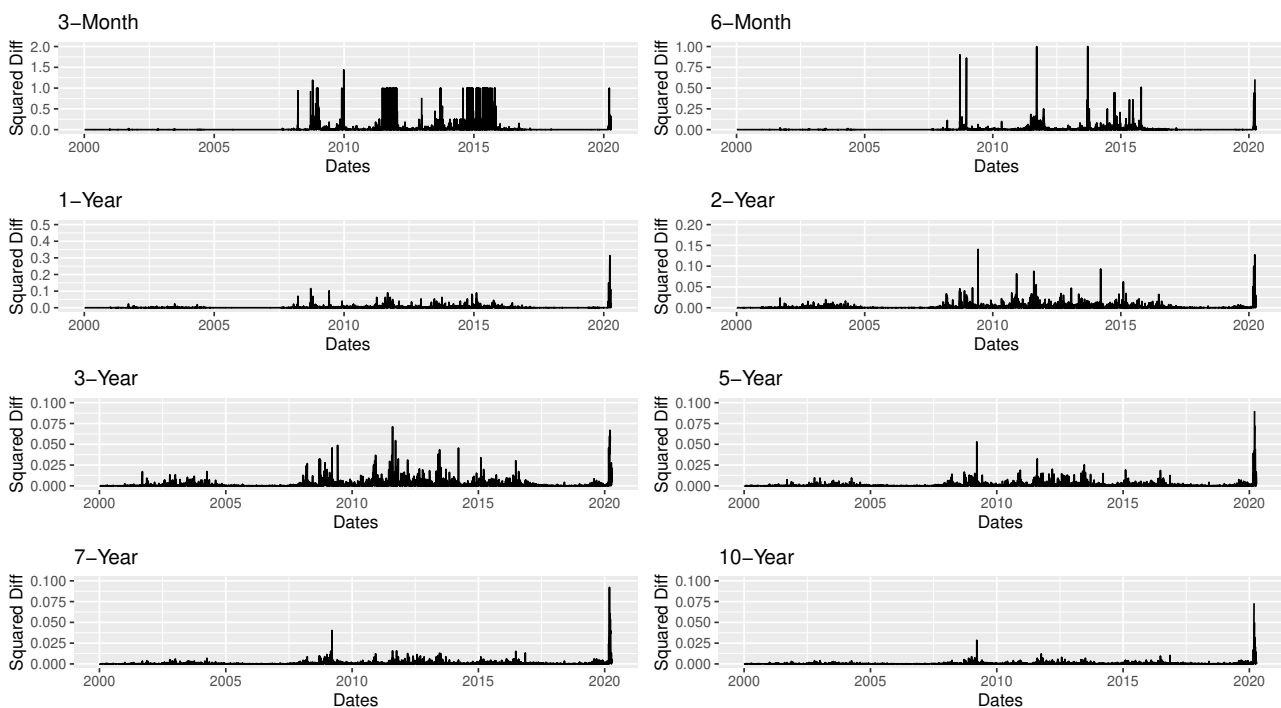 3−Month
Squared Diff
2.0
1.5
1.0
0.5
0.0
2000 2005 2010 2015 2020
Dates
6−Month
Squared Diff
1.00
0.75
0.50
0.25
0.00
2000 2005 2010 2015 2020
Dates
1−Year
Squared Diff
0.5
0.4
0.3
0.2
0.1
0.0
2000 2005 2010 2015 2020
Dates
2−Year
Squared Diff
0.20
0.15
0.10
0.05
0.00
2000 2005 2010 2015 2020
Dates
3−Year
Squared Diff
0.100
0.075
0.050
0.025
0.000
2000 2005 2010 2015 2020
Dates
5−Year
Squared Diff
0.100
0.075
0.050
0.025
0.000
2000 2005 2010 2015 2020
Dates
7−Year
Squared Diff
0.100
0.075
0.050
0.025
0.000
2000 2005 2010 2015 2020
Dates
10−Year
Squared Diff
0.100
0.075
0.050
0.025
0.000
2000 2005 2010 2015 2020
Dates